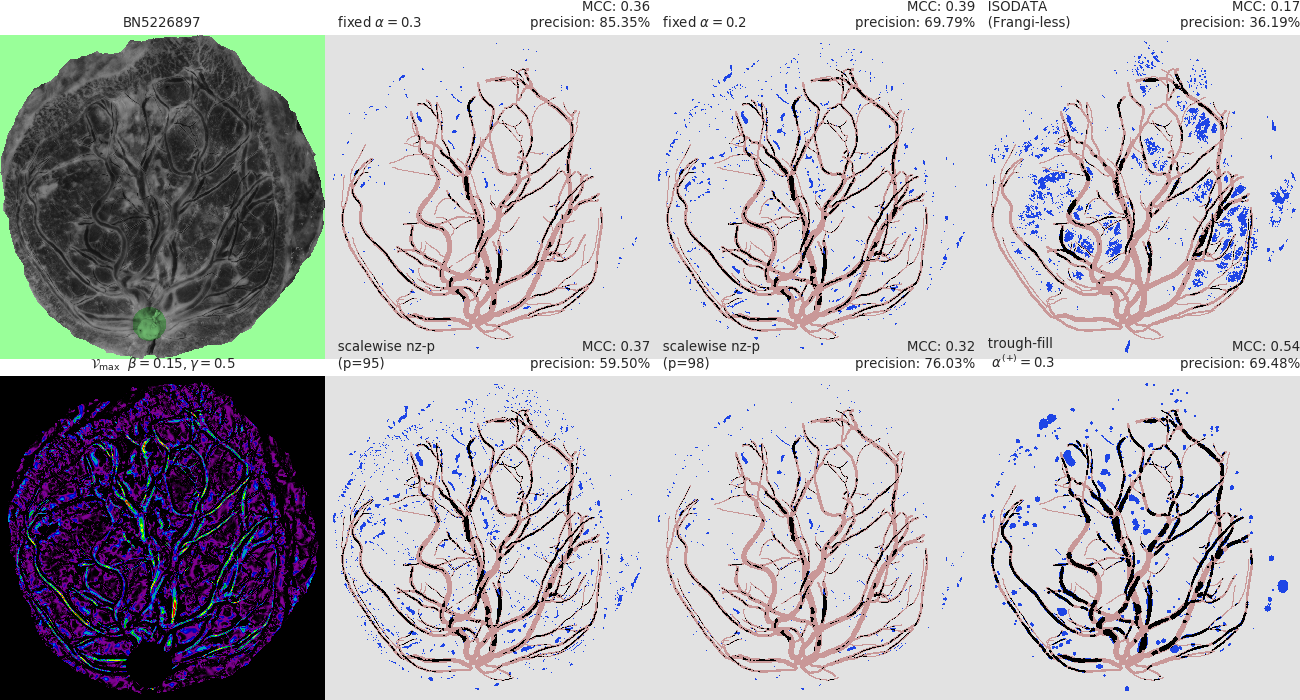 BN5226897
fixed α = 0.3
MCC: 0.36
precision: 85.35%
fixed α = 0.2
MCC: 0.39
precision: 69.79%
ISODATA
(Frangi-less)
MCC: 0.17
precision: 36.19%
𝒱max β = 0.15, γ = 0.5
scalewise nz-p
(p=95)
MCC: 0.37
precision: 59.50%
scalewise nz-p
(p=98)
MCC: 0.32
precision: 76.03%
trough-fill
α(+) = 0.3
MCC: 0.54
precision: 69.48%